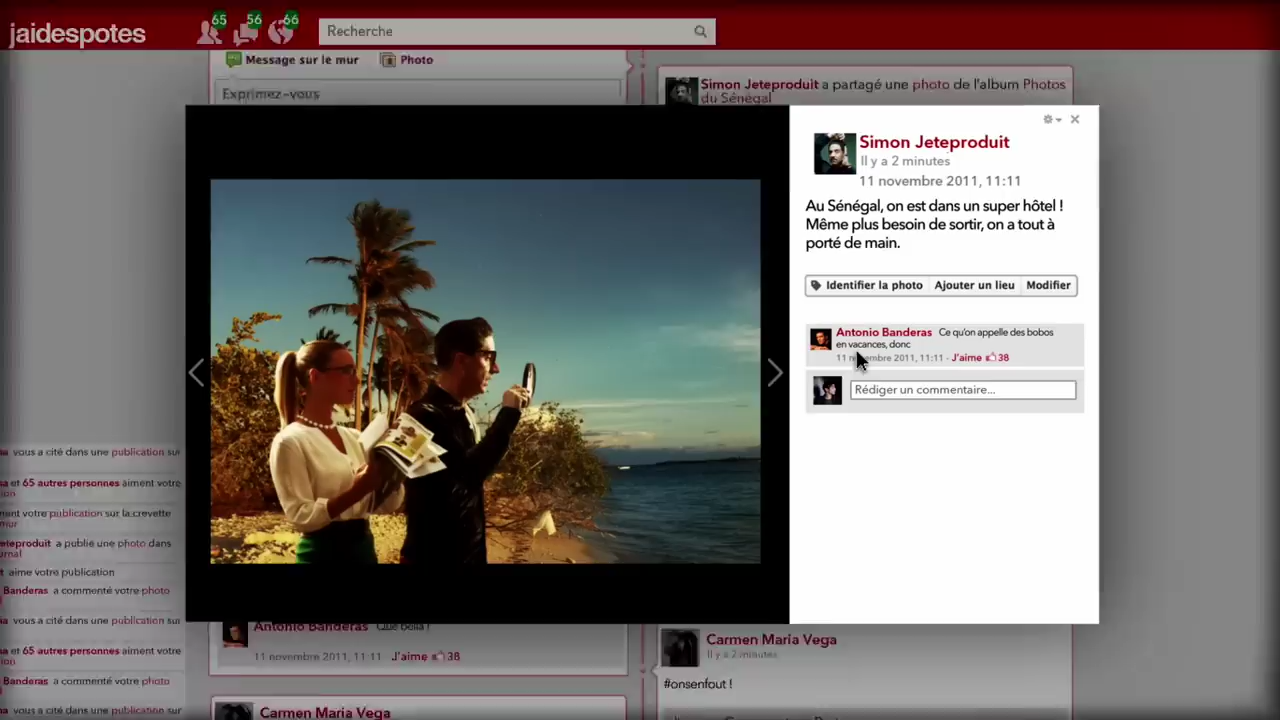 jaidespotes
65
56
66
Recherche
Message sur le mur
Photo
Exprimez-vous
Simon Jeteproduit a partagé une photo de l'album Photos
du Sénégal
Simon Jeteproduit
Il y a 2 minutes
11 novembre 2011, 11:11
Au Sénégal, on est dans un super hôtel !
Même plus besoin de sortir, on a tout à
porté de main.
Identifier la photo
Ajouter un lieu
Modifier
Antonio Banderas Ce qu'on appelle des bobos
en vacances, donc
11 novembre 2011, 11:11 - J'aime 38
Rédiger un commentaire...
vous a cité dans une publication sur
et 65 autres personnes aiment votre
ment votre publication sur la crevette
mur
eteproduit a publié une photo dans
urnal
t aime votre publication
Banderas a commenté votre photo
vous a cité dans une publication sur
et 65 autres personnes aiment votre
Banderas a commenté votre photo
vous a cité dans une publication sur
Antonio Banderas
11 novembre 2011, 11:11 J'aime 38
Carmen Maria Vega
Carmen Maria Vega
Il y a 2 minutes
#onsenfout !